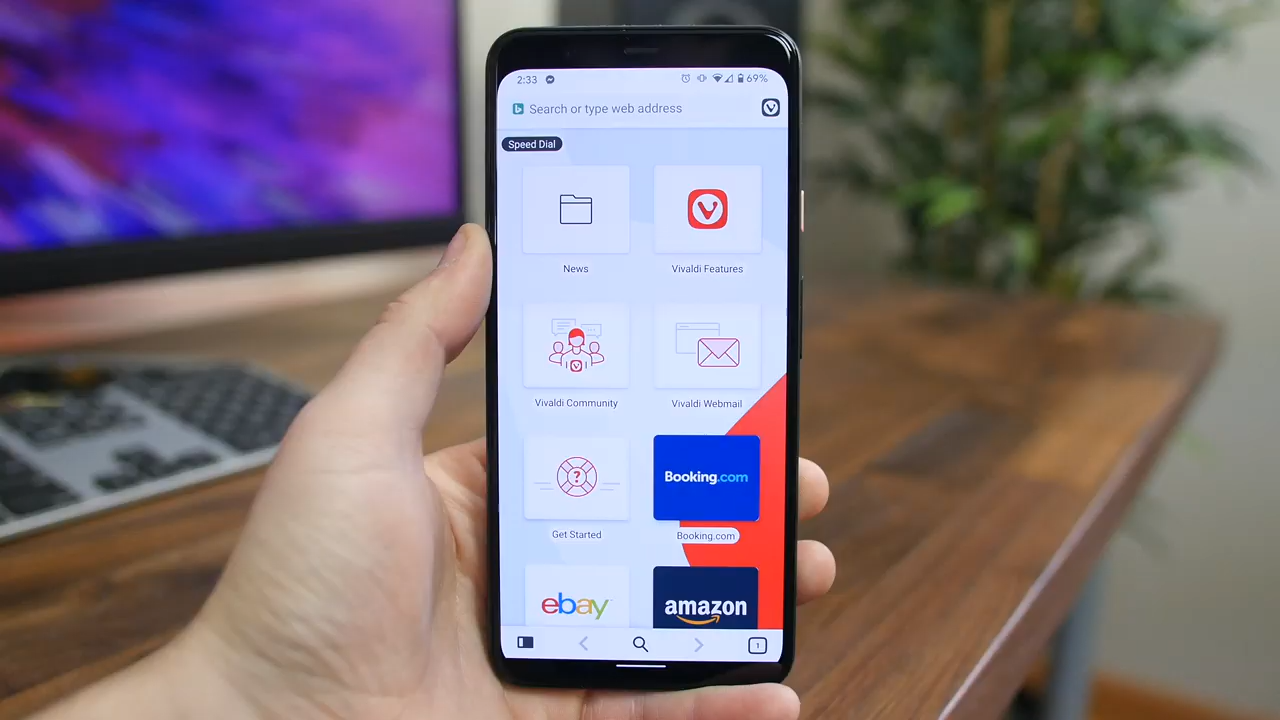 2:33 69%
Search or type web address
Speed Dial
News Vivaldi Features
Vivaldi Community Vivaldi Webmail
?
Booking.com
Get Started Booking.com
ebay amazon
1